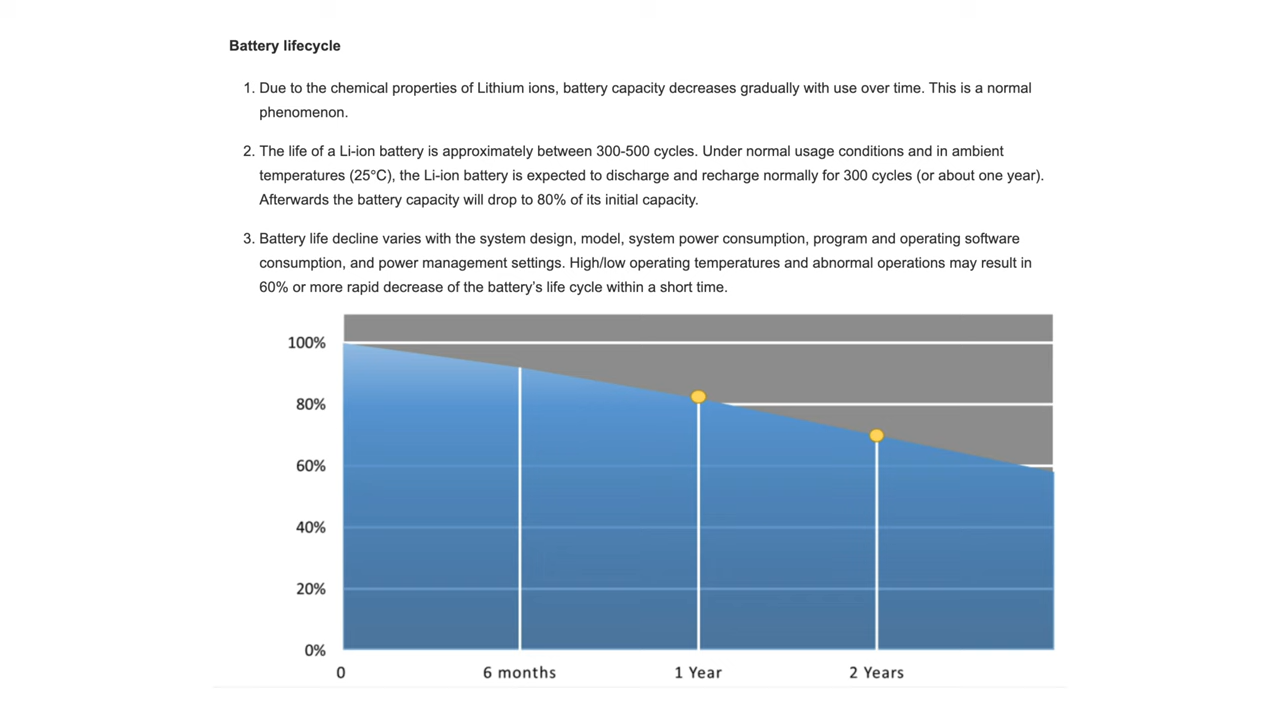 Battery lifecycle
1. Due to the chemical properties of Lithium ions, battery capacity decreases gradually with use over time. This is a normal
phenomenon.
2. The life of a Li-ion battery is approximately between 300-500 cycles. Under normal usage conditions and in ambient
temperatures (25°C), the Li-ion battery is expected to discharge and recharge normally for 300 cycles (or about one year).
Afterwards the battery capacity will drop to 80% of its initial capacity.
3. Battery life decline varies with the system design, model, system power consumption, program and operating software
consumption, and power management settings. High/low operating temperatures and abnormal operations may result in
60% or more rapid decrease of the battery’s life cycle within a short time.
100%
80%
60%
40%
20%
0%
0 6 months 1 Year 2 Years